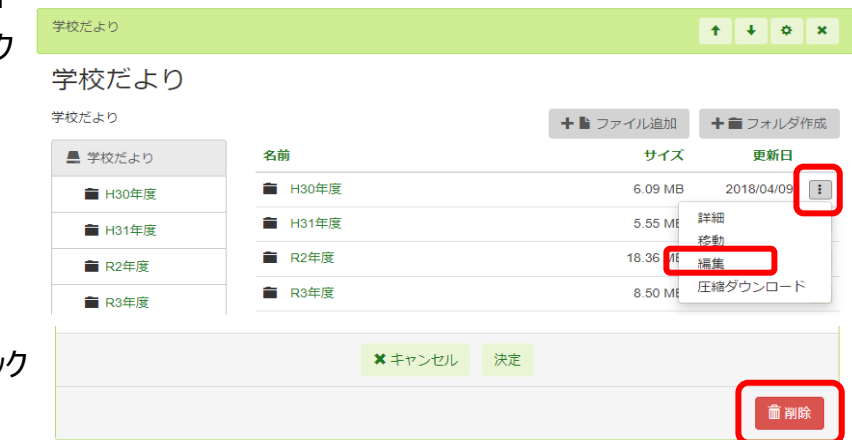 学校だより
ク
学校だより
学校だより
ファイル追加 フォルダ作成
学校だより
H30年度
H31年度
R2年度
R3年度
名前 サイズ 更新日
H30年度 6.09 MB 2018/04/09
H31年度 5.55 MB
R2年度 18.36 MB
R3年度 8.50 MB
詳細
移動
編集
圧縮ダウンロード
ック
キャンセル 決定
削除